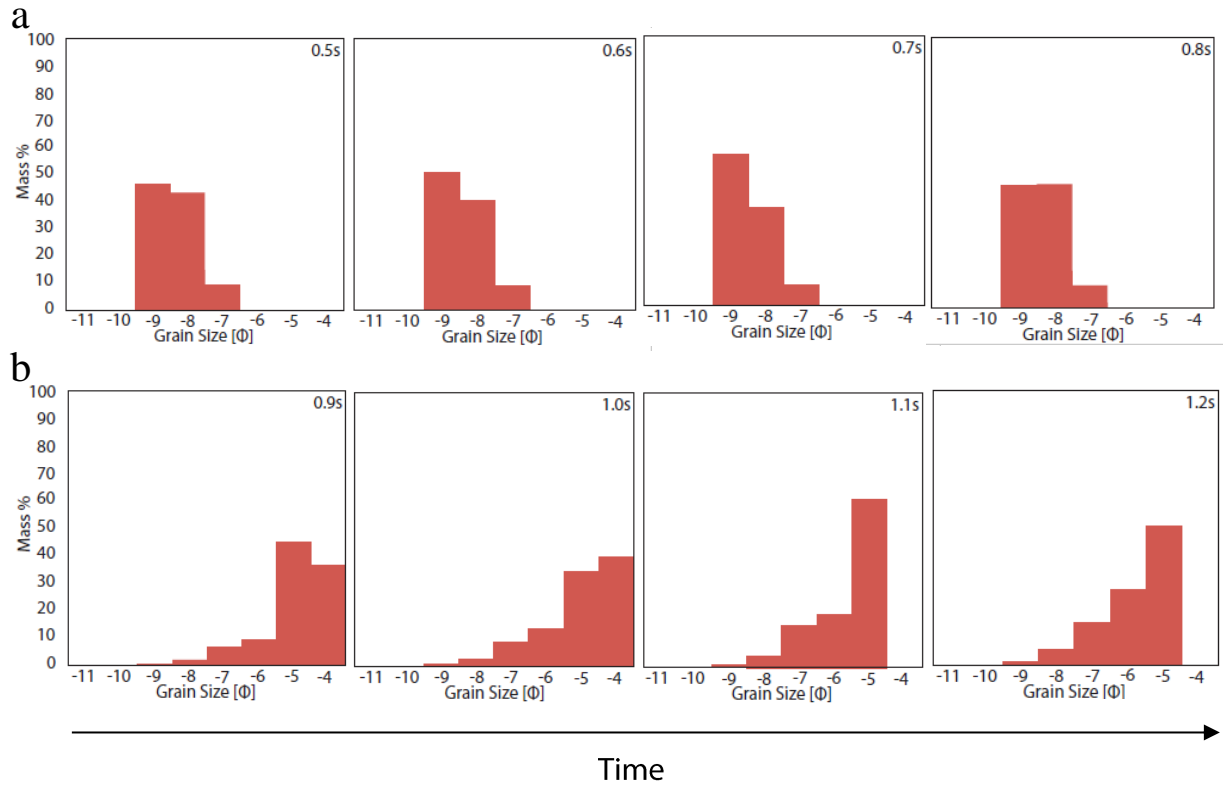 a
100
90
80
70
60
50
40
30
20
10
0
Mass %
0.5s
-11 -10 -9 -8 -7 -6 -5 -4
Grain Size [Φ]
0.6s
-11 -10 -9 -8 -7 -6 -5 -4
Grain Size [Φ]
0.7s
-11 -10 -9 -8 -7 -6 -5 -4
Grain Size [Φ]
0.8s
-11 -10 -9 -8 -7 -6 -5 -4
Grain Size [Φ]
b
100
90
80
70
60
50
40
30
20
10
0
Mass %
0.9s
-11 -10 -9 -8 -7 -6 -5 -4
Grain Size [Φ]
1.0s
-11 -10 -9 -8 -7 -6 -5 -4
Grain Size [Φ]
1.1s
-11 -10 -9 -8 -7 -6 -5 -4
Grain Size [Φ]
1.2s
-11 -10 -9 -8 -7 -6 -5 -4
Grain Size [Φ]
Time